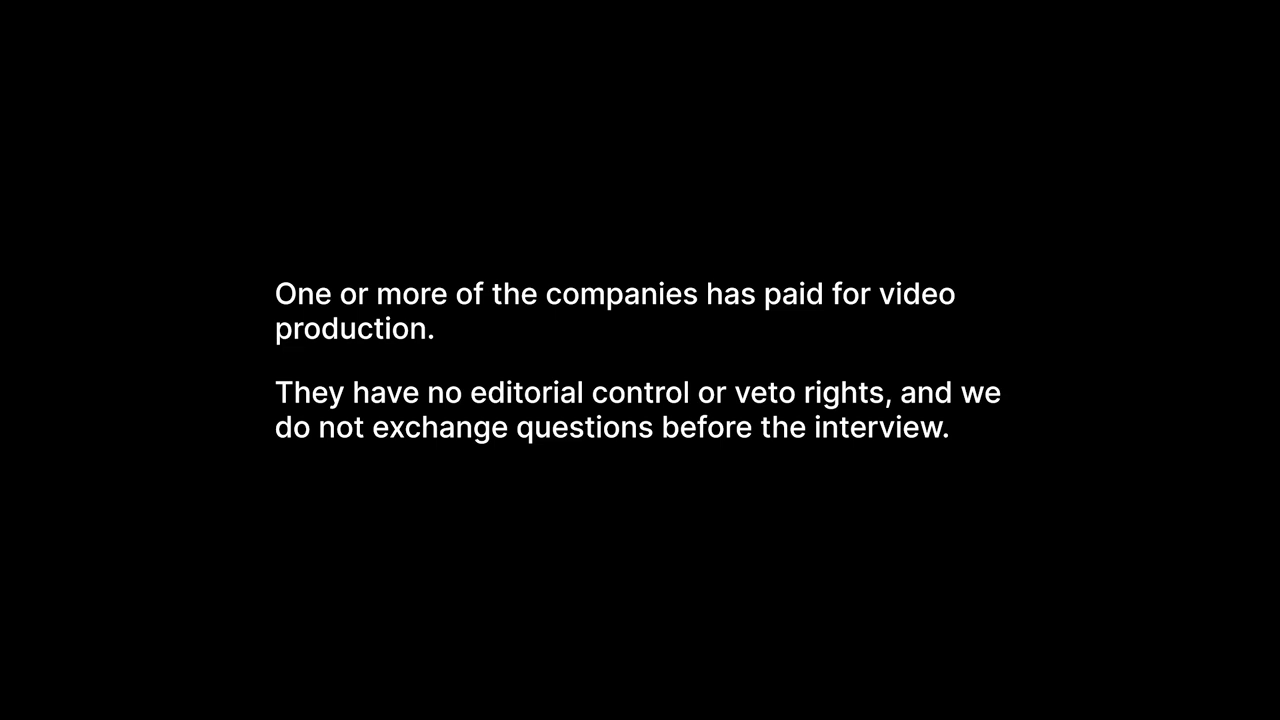 One or more of the companies has paid for video
production.
They have no editorial control or veto rights, and we
do not exchange questions before the interview.